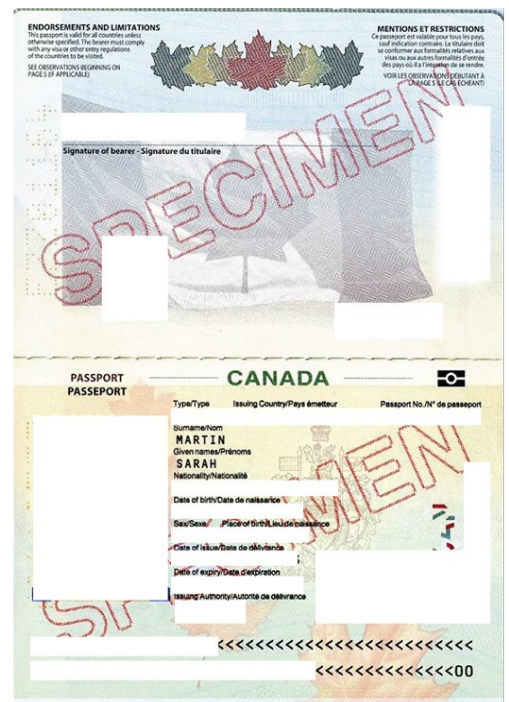 ENDORSEMENTS AND LIMITATIONS
This passport is valid for all countries unless
otherwise specified. The bearer must comply
with any visa or other entry regulations
of the countries to be visited.
SEE OBSERVATIONS BEGINNING ON
PAGE 5 (IF APPLICABLE)
MENTIONS ET RESTRICTIONS
Ce passeport est valable pour tous les pays,
sauf indication contraire. Le titulaire doit
se conformer aux formalités relatives aux
visas ou aux autres formalités d'entrée
des pays où il a l'intention de se rendre.
VOIR LES OBSERVATIONS DÉBUTANT À
LA PAGE 5 (LE CAS ÉCHÉANT)
Signature of bearer - Signature du titulaire
SPECIMEN
PASSPORT
PASSEPORT
CANADA
Type/Type Issuing Country/Pays émetteur Passport No./N° de passeport
Surname/Nom
MARTIN
Given names/Prénoms
SARAH
Nationality/Nationalité
Date of birth/Date de naissance
Sex/Sexe Place of birth/Lieu de naissance
Date of issue/Date de délivrance
Date of expiry/Date d'expiration
Issuing Authority/Autorité de délivrance
SPECIMEN
<<<<<<<<<<<<<<<<<<<<<<<<<
<<<<<<<<<<<<<<00